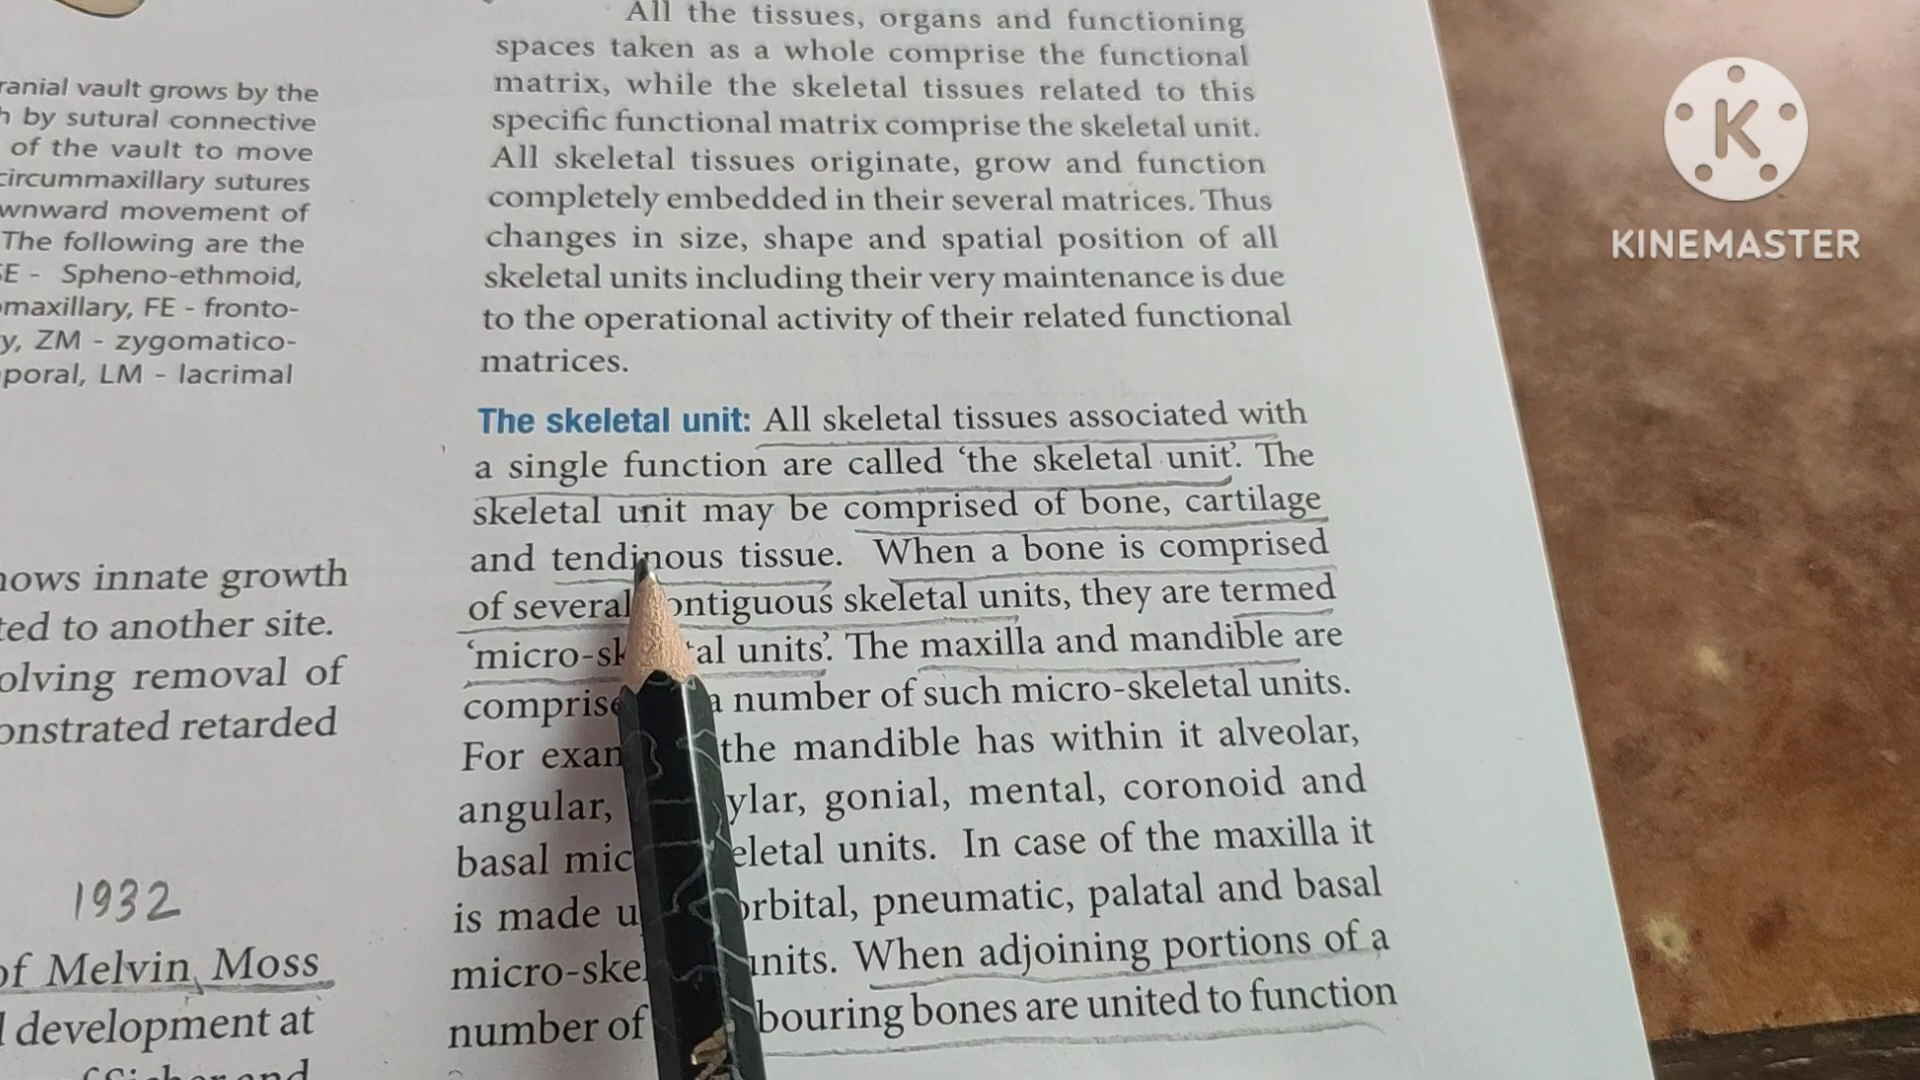 ranial vault grows by the
by sutural connective
of the vault to move
circummaxillary sutures
wnward movement of
The following are the
SE - Spheno-ethmoid,
maxillary, FE - fronto-
y, ZM - zygomatico-
poral, LM - lacrimal
nows innate growth
ted to another site.
olving removal of
onstrated retarded
1932
of Melvin Moss
development at
and
All the tissues, organs and functioning
spaces taken as a whole comprise the functional
matrix, while the skeletal tissues related to this
specific functional matrix comprise the skeletal unit.
All skeletal tissues originate, grow and function
completely embedded in their several matrices. Thus
changes in size, shape and spatial position of all
skeletal units including their very maintenance is due
to the operational activity of their related functional
matrices.
The skeletal unit: All skeletal tissues associated with
a single function are called ‘the skeletal unit’. The
skeletal unit may be comprised of bone, cartilage
and tendinous tissue. When a bone is comprised
of several ontiguous skeletal units, they are termed
‘micro-sk tal units’. The maxilla and mandible are
comprise a number of such micro-skeletal units.
For exam the mandible has within it alveolar,
angular, ylar, gonial, mental, coronoid and
basal mic eletal units. In case of the maxilla it
is made u orbital, pneumatic, palatal and basal
micro-ske units. When adjoining portions of a
number of bouring bones are united to function
K
KINEMASTER